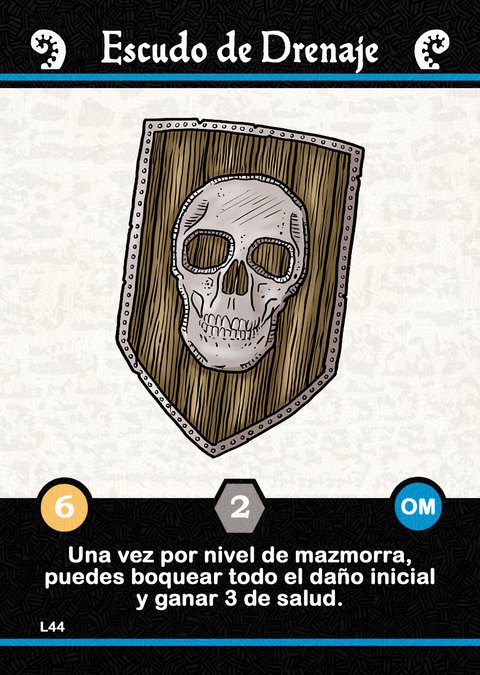 Escudo de Drenaje
6
2
OM
Una vez por nivel de mazmorra,
puedes boquear todo el daño inicial
y ganar 3 de salud.
L44